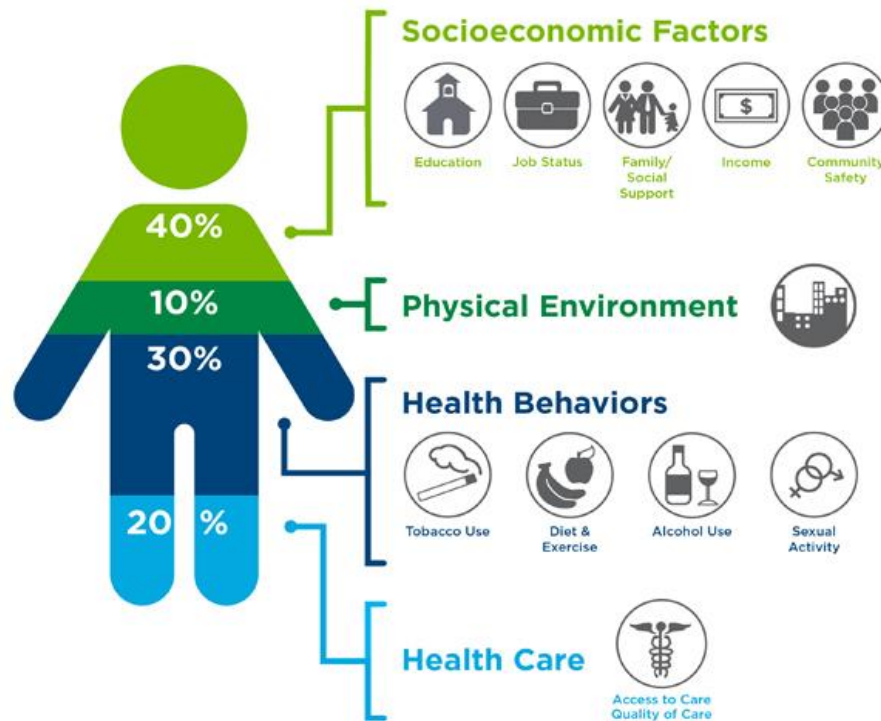 Socioeconomic Factors
$
Education
Job Status
Family/
Social
Support
Income
Community
Safety
40%
10%
Physical Environment
30%
Health Behaviors
Tobacco Use
Diet &
Exercise
Alcohol Use
Sexual
Activity
20 %
Health Care
Access to Care
Quality of Care